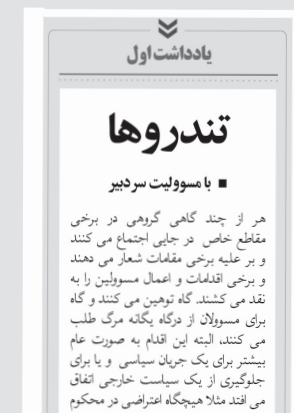 یادداشت اول
تندروها
■ با مسوولیت سردبیر
هر از چند گاهی گروهی در برخی
مقاطع خاص در جایی اجتماع می کنند
و بر علیه برخی مقامات شعار می دهند
و برخی اقدامات و اعمال مسوولین را به
نقد می کشند. گاه توهین می کنند و گاه
برای مسوولان از درگاه یگانه مرگ طلب
می کنند، البته این اقدام به صورت عام
بیشتر برای یک جریان سیاسی و یا برای
جلوگیری از یک سیاست خارجی اتفاق
می افتد مثلا هیچگاه اعتراضی در محکوم